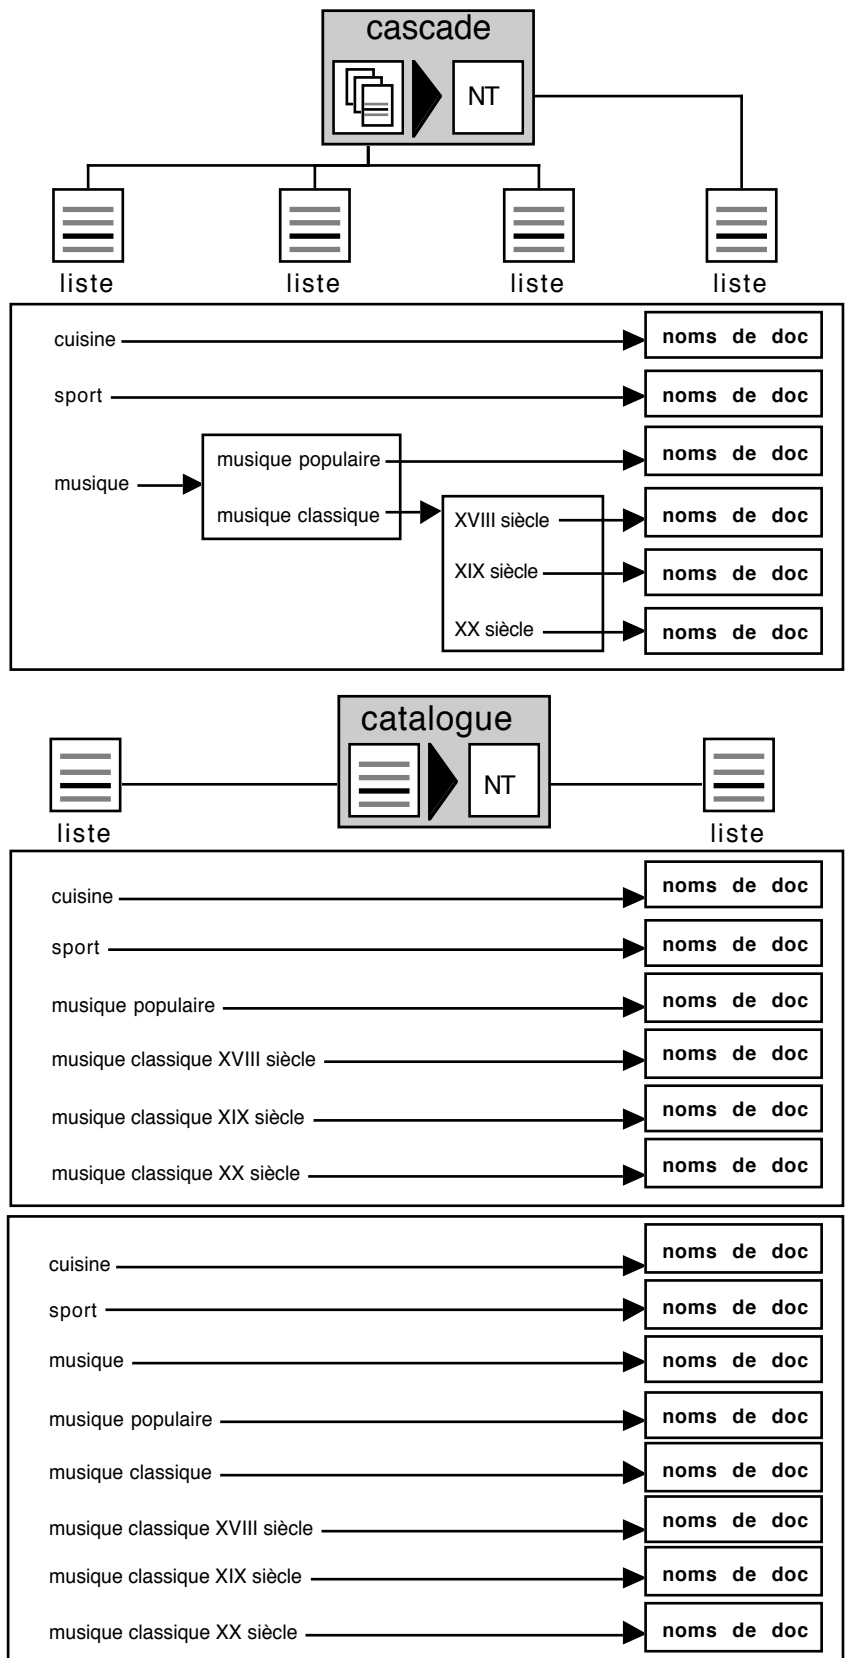 cascade
NT
liste liste liste liste
cuisine noms de doc
sport noms de doc
musique populaire noms de doc
musique
musique classique XVIII siècle noms de doc
XIX siècle noms de doc
XX siècle noms de doc
catalogue
NT
liste liste
cuisine noms de doc
sport noms de doc
musique populaire noms de doc
musique classique XVIII siècle noms de doc
musique classique XIX siècle noms de doc
musique classique XX siècle noms de doc
cuisine noms de doc
sport noms de doc
musique noms de doc
musique populaire noms de doc
musique classique noms de doc
musique classique XVIII siècle noms de doc
musique classique XIX siècle noms de doc
musique classique XX siècle noms de doc